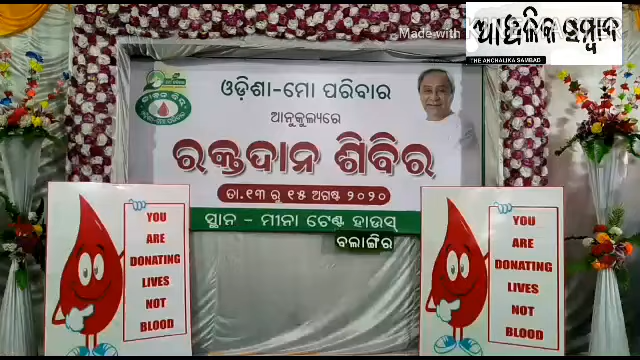 Made with
ଆଞ୍ଚଳିକ ସମ୍ବାଦ
THE ANCHALIKA SAMBAD
ଓଡ଼ିଶା-ମୋ ପରିବାର
ଆନୁକୁଲ୍ୟରେ
ରକ୍ତଦାନ ଶିବିର
ତା.୧୩ ରୁ ୧୫ ଅଗଷ୍ଟ ୨୦୨୦
ସ୍ଥାନ - ମୀନା ଟେଣ୍ଟ ହାଉସ୍
ବଲାଙ୍ଗିର
YOU
ARE
DONATING
LIVES
NOT
BLOOD
YOU
ARE
DONATING
LIVES
NOT
BLOOD